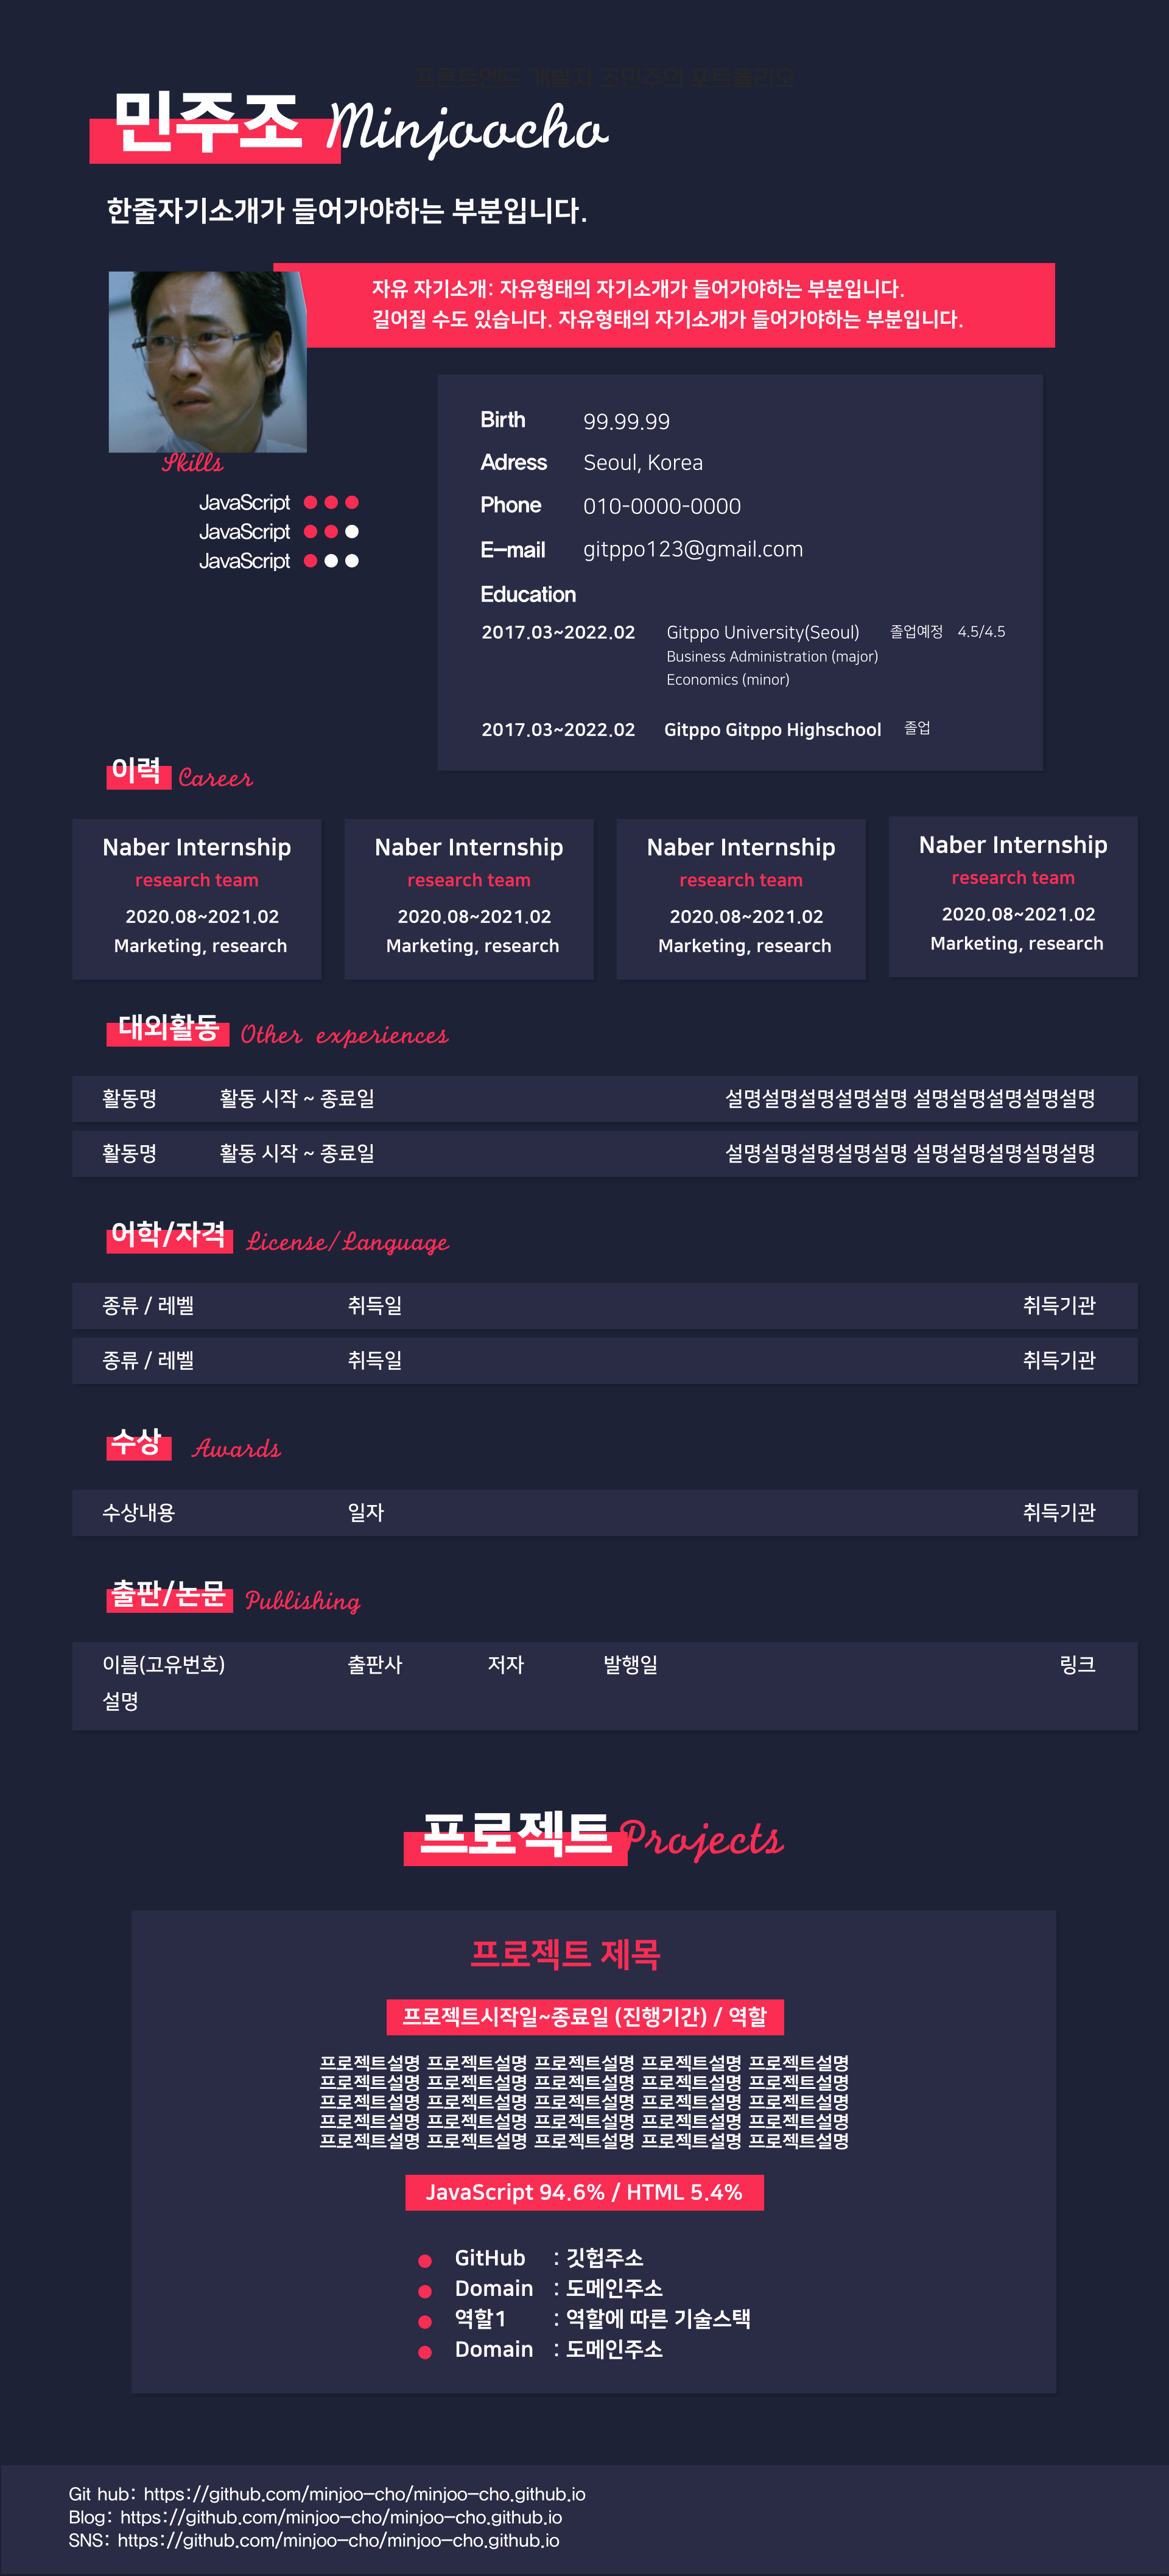 프론트엔드 개발자 조민주의 포트폴리오
민주조 Minjoocho
한줄자기소개가 들어가야하는 부분입니다.
자유 자기소개: 자유형태의 자기소개가 들어가야하는 부분입니다.
길어질 수도 있습니다. 자유형태의 자기소개가 들어가야하는 부분입니다.
Skills
JavaScript
JavaScript
JavaScript
Birth 99.99.99
Adress Seoul, Korea
Phone 010-0000-0000
E-mail gitppo123@gmail.com
Education
2017.03~2022.02 Gitppo University(Seoul) 졸업예정 4.5/4.5
Business Administration (major)
Economics (minor)
2017.03~2022.02 Gitppo Gitppo Highschool 졸업
이력 Career
Naber Internship
research team
2020.08~2021.02
Marketing, research
Naber Internship
research team
2020.08~2021.02
Marketing, research
Naber Internship
research team
2020.08~2021.02
Marketing, research
Naber Internship
research team
2020.08~2021.02
Marketing, research
대외활동 Other experiences
활동명 활동 시작 ~ 종료일 설명설명설명설명설명 설명설명설명설명설명
활동명 활동 시작 ~ 종료일 설명설명설명설명설명 설명설명설명설명설명
어학/자격 License/Language
종류 / 레벨 취득일 취득기관
종류 / 레벨 취득일 취득기관
수상 Awards
수상내용 일자 취득기관
출판/논문 Publishing
이름(고유번호) 출판사 저자 발행일 링크
설명
프로젝트 Projects
프로젝트 제목
프로젝트시작일~종료일 (진행기간) / 역할
프로젝트설명 프로젝트설명 프로젝트설명 프로젝트설명 프로젝트설명
프로젝트설명 프로젝트설명 프로젝트설명 프로젝트설명 프로젝트설명
프로젝트설명 프로젝트설명 프로젝트설명 프로젝트설명 프로젝트설명
프로젝트설명 프로젝트설명 프로젝트설명 프로젝트설명 프로젝트설명
프로젝트설명 프로젝트설명 프로젝트설명 프로젝트설명 프로젝트설명
JavaScript 94.6% / HTML 5.4%
GitHub : 깃헙주소
Domain : 도메인주소
역할1 : 역할에 따른 기술스택
Domain : 도메인주소
Git hub: https://github.com/minjoo-cho/minjoo-cho.github.io
Blog: https://github.com/minjoo-cho/minjoo-cho.github.io
SNS: https://github.com/minjoo-cho/minjoo-cho.github.io